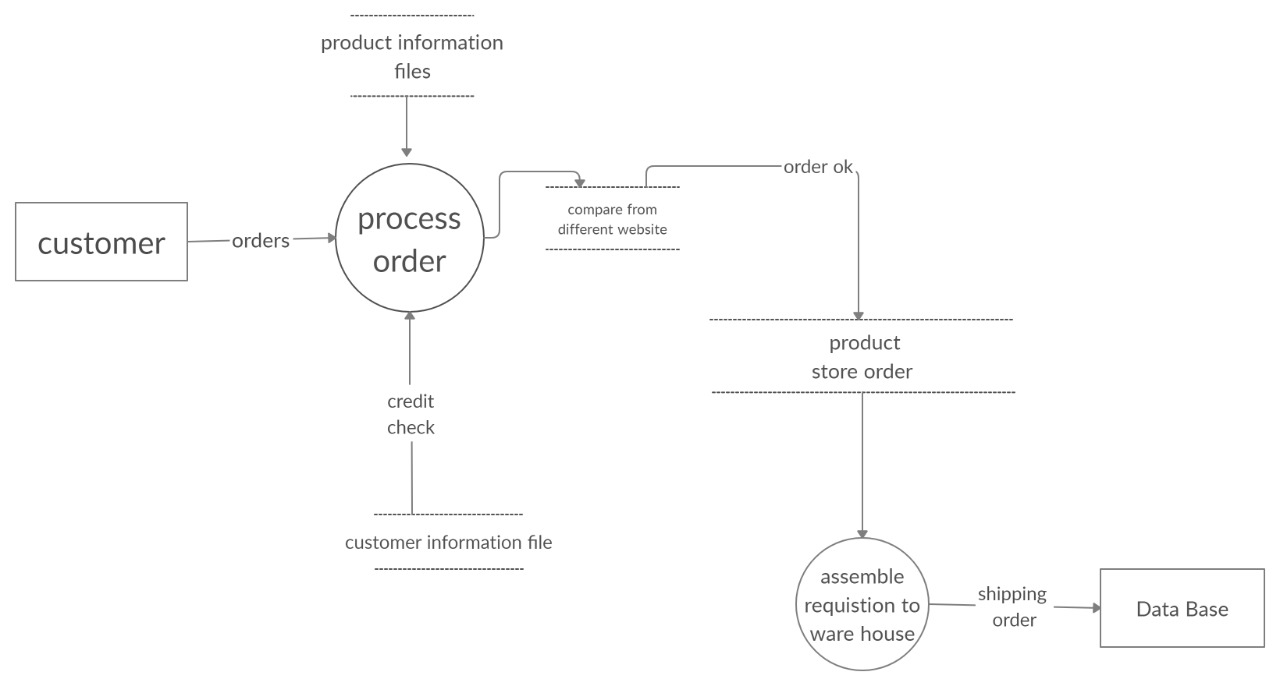 product information
files
process
order
customer
orders
compare from
different website
order ok
product
store order
credit
check
customer information file
assemble
requistion to
ware house
shipping
order
Data Base